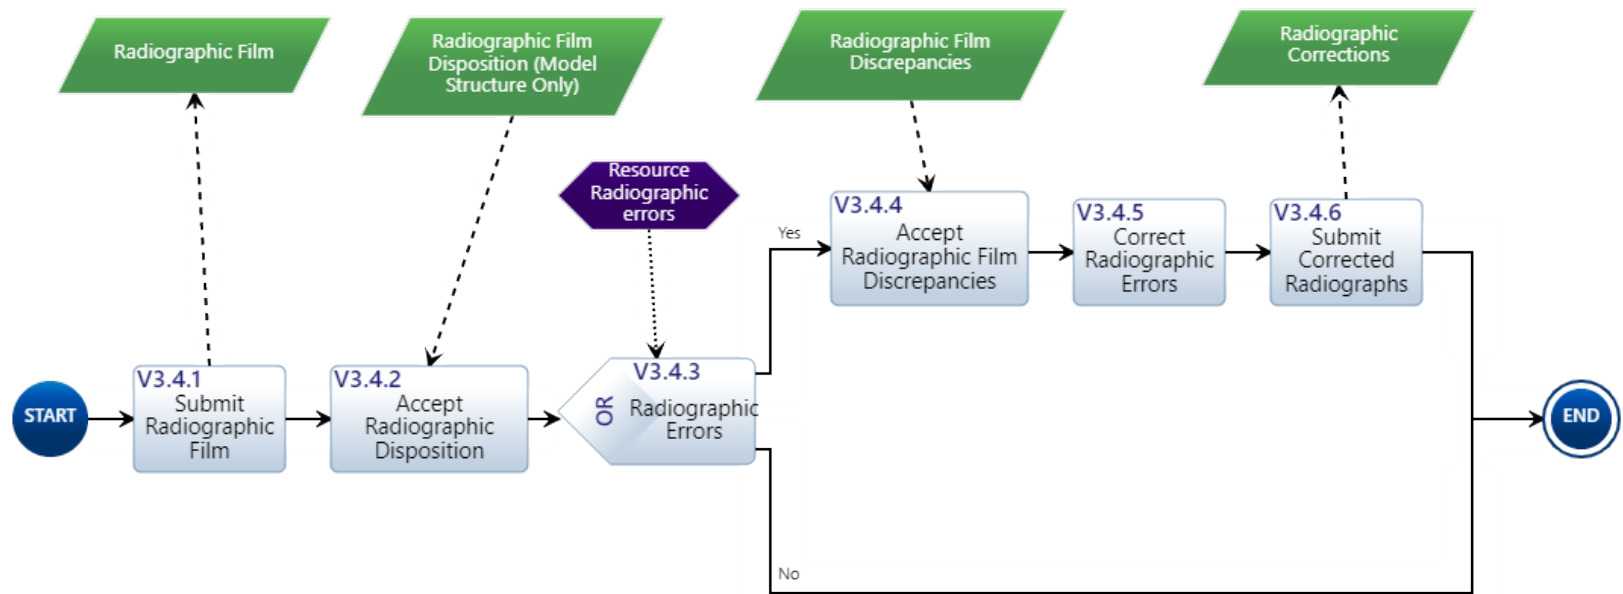 Radiographic Film
Radiographic Film
Disposition (Model
Structure Only)
Radiographic Film
Discrepancies
Radiographic
Corrections
Resource
Radiographic
errors
Yes
V3.4.4
Accept
Radiographic Film
Discrepancies
V3.4.5
Correct
Radiographic
Errors
V3.4.6
Submit
Corrected
Radiographs
START
V3.4.1
Submit
Radiographic
Film
V3.4.2
Accept
Radiographic
Disposition
OR
V3.4.3
Radiographic
Errors
END
No